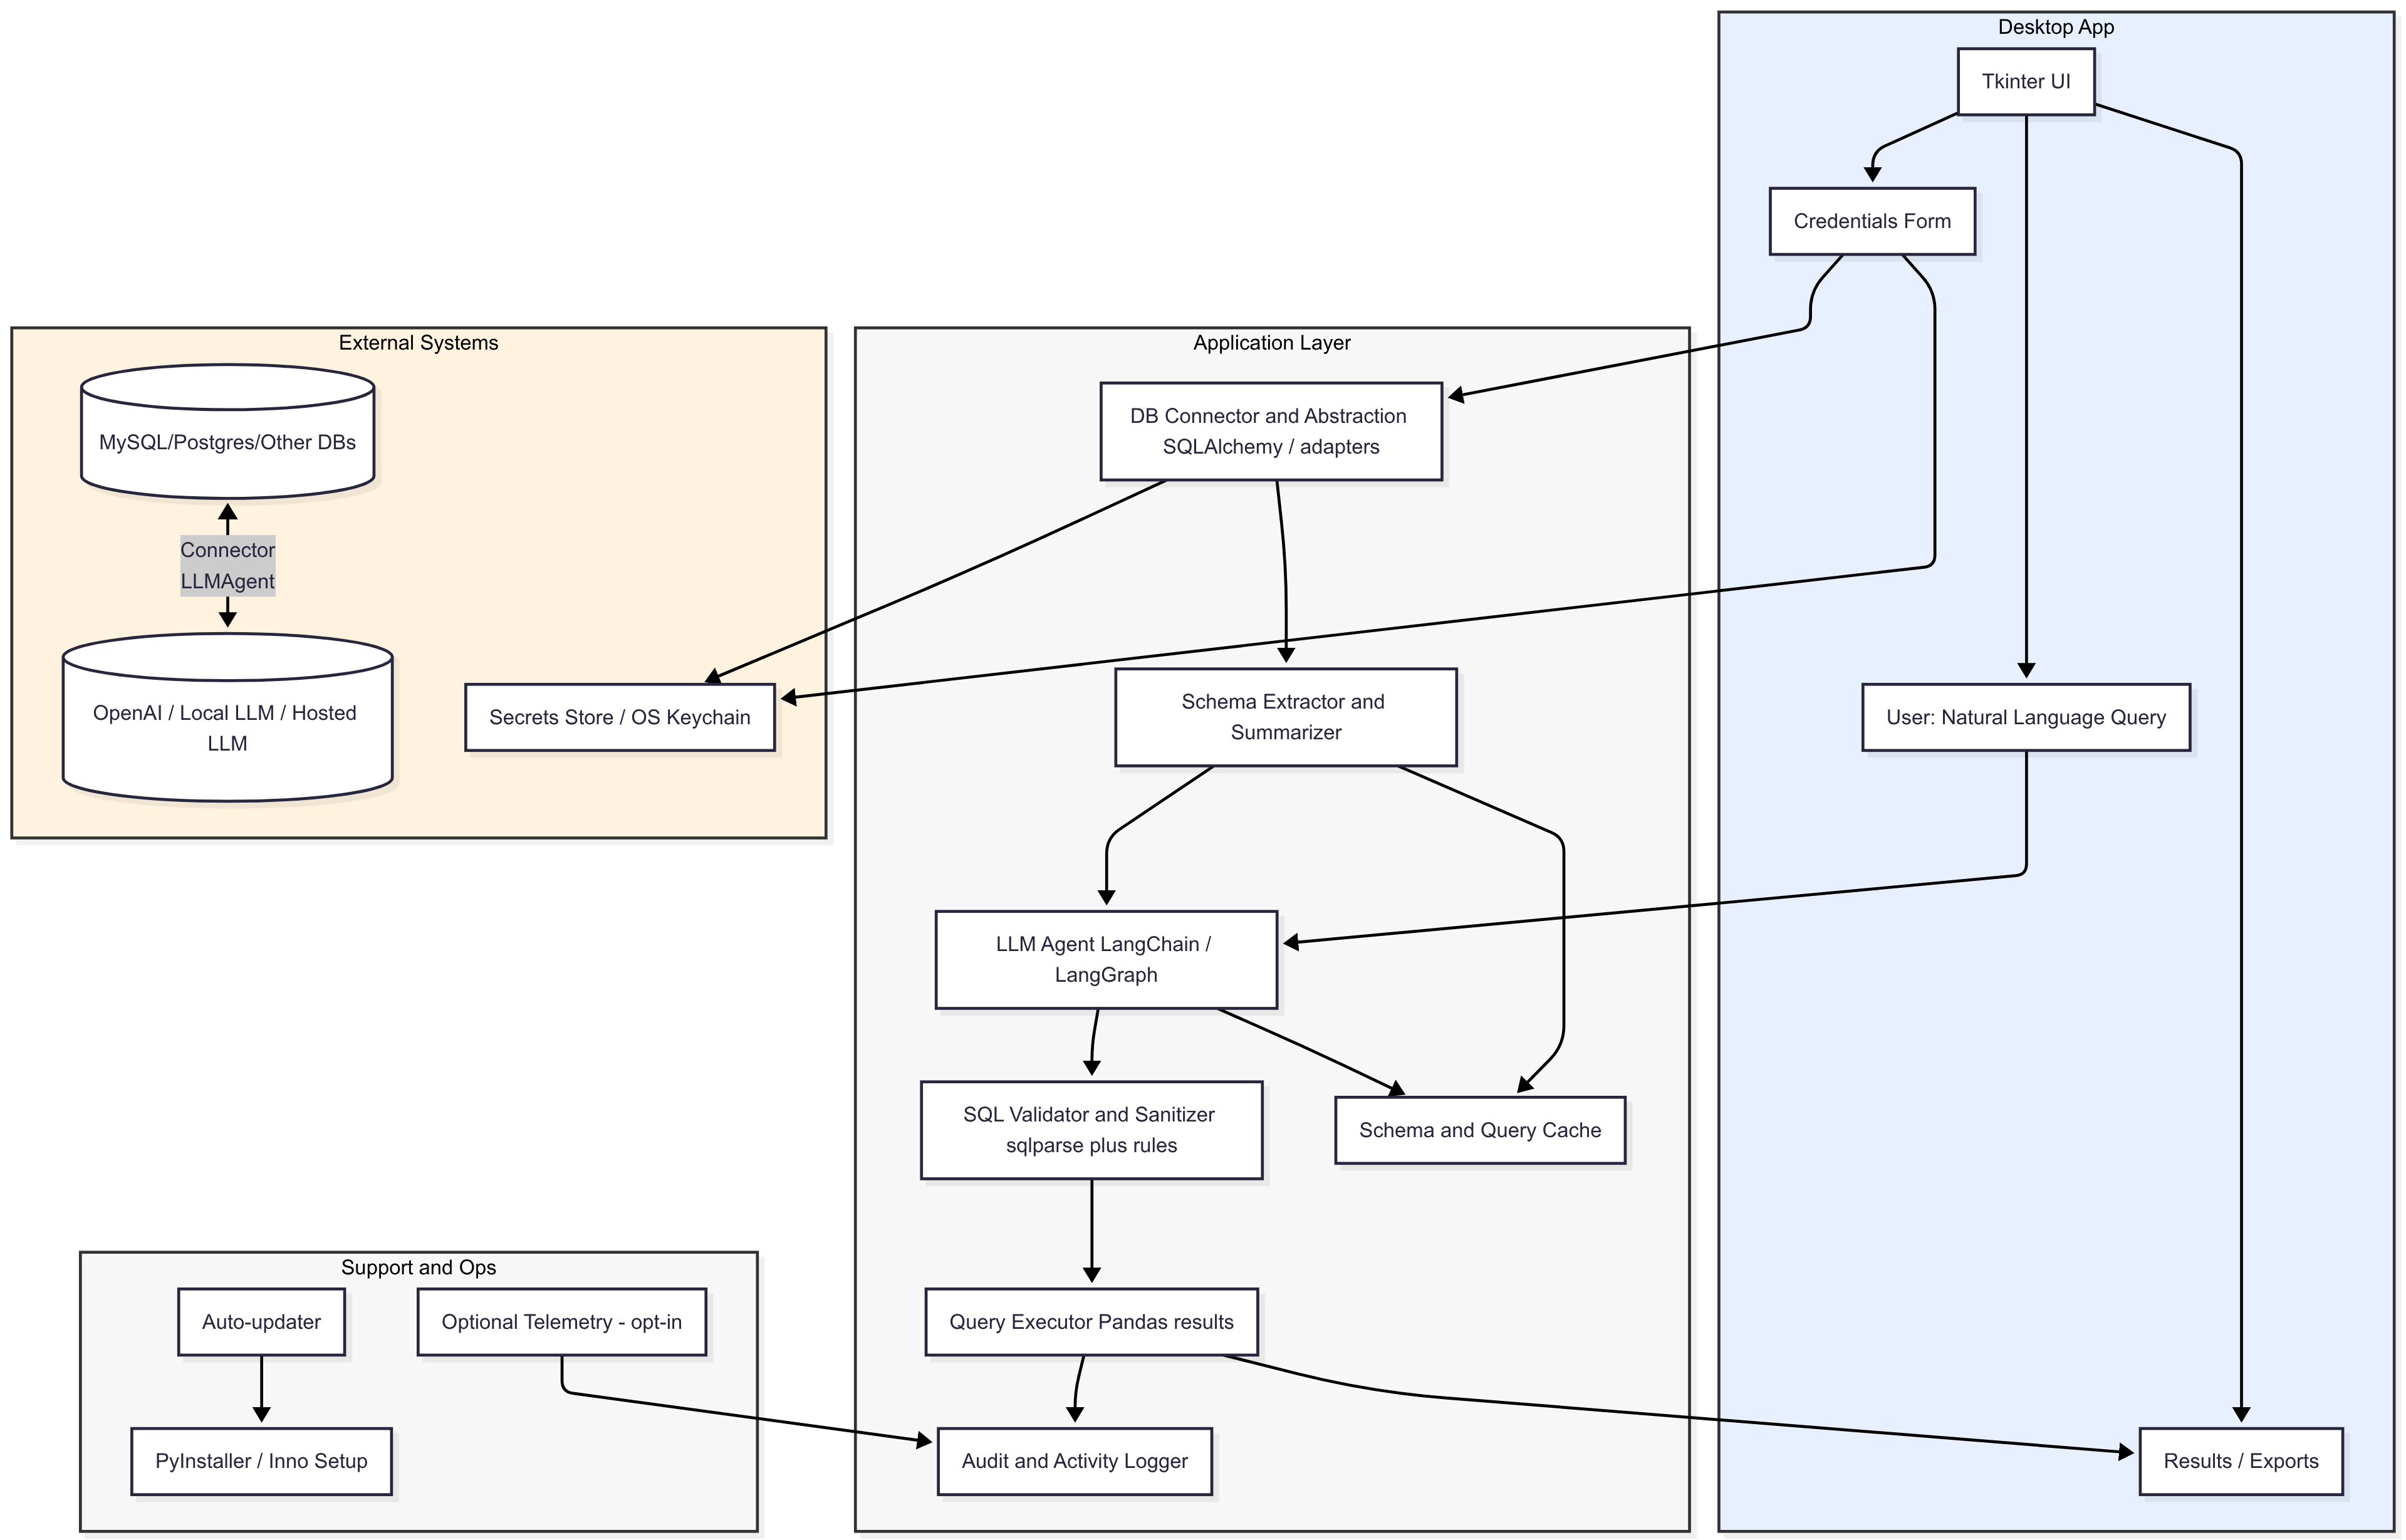 Desktop App
Tkinter UI
Credentials Form
External Systems
MySQL/Postgres/Other DBs
Connector
LLMAgent
OpenAI / Local LLM / Hosted
LLM
Secrets Store / OS Keychain
Application Layer
DB Connector and Abstraction
SQLAlchemy / adapters
Schema Extractor and
Summarizer
User: Natural Language Query
LLM Agent LangChain /
LangGraph
SQL Validator and Sanitizer
sqlparse plus rules
Schema and Query Cache
Support and Ops
Auto-updater
Optional Telemetry - opt-in
Query Executor Pandas results
PyInstaller / Inno Setup
Audit and Activity Logger
Results / Exports